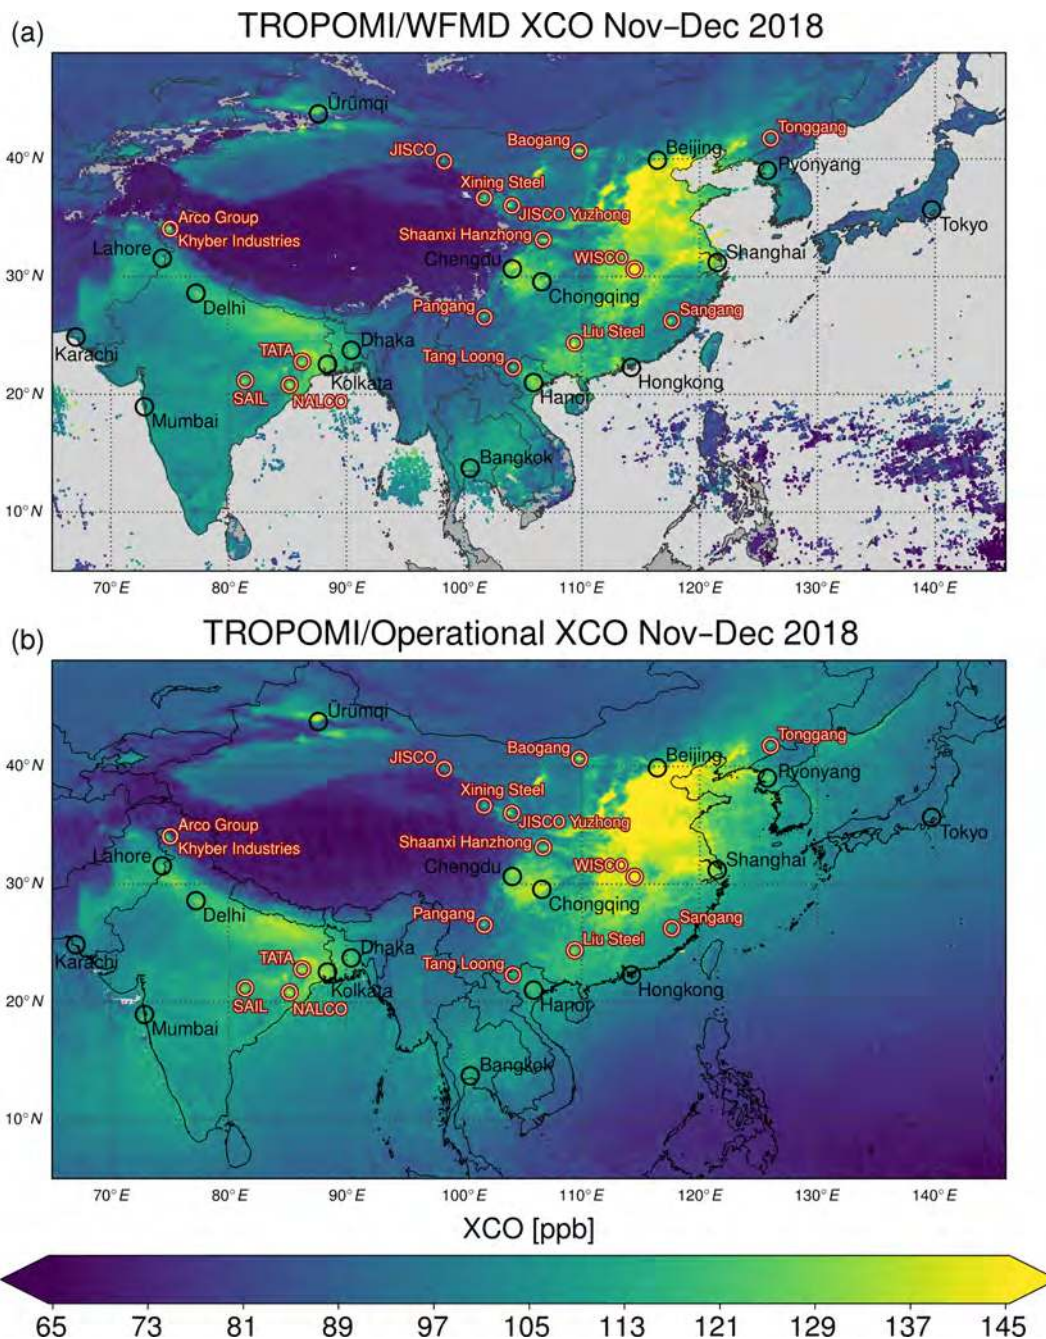 (a)
TROPOMI/WFMD XCO Nov–Dec 2018
Ürümqi
Tonggang
Baogang
Beijing
JISCO
40°N
Pyonyang
Xining Steel
JISCO Yuzhong
Arco Group
Khyber Industries
Shaanxi Hanzhong
Tokyo
Lahore
Chengdu
WISCO
Shanghai
30°N
Chongqing
Delhi
Pangang
Sangang
Liu Steel
Karachi
TATA
Dhaka
Tang Loong
Kolkata
Hongkong
Hanoi
20°N
SAIL
NALCO
Mumbai
Bangkok
10°N
70°E 80°E 90°E 100°E 110°E 120°E 130°E 140°E
(b)
TROPOMI/Operational XCO Nov–Dec 2018
Ürümqi
Tonggang
Baogang
Beijing
JISCO
40°N
Pyonyang
Xining Steel
JISCO Yuzhong
Arco Group
Khyber Industries
Shaanxi Hanzhong
Tokyo
Lahore
Chengdu
WISCO
Shanghai
30°N
Chongqing
Delhi
Pangang
Sangang
Liu Steel
Karachi
TATA
Dhaka
Tang Loong
Kolkata
Hongkong
Hanoi
20°N
SAIL
NALCO
Mumbai
Bangkok
10°N
70°E 80°E 90°E 100°E 110°E 120°E 130°E 140°E
XCO [ppb]
65 73 81 89 97 105 113 121 129 137 145